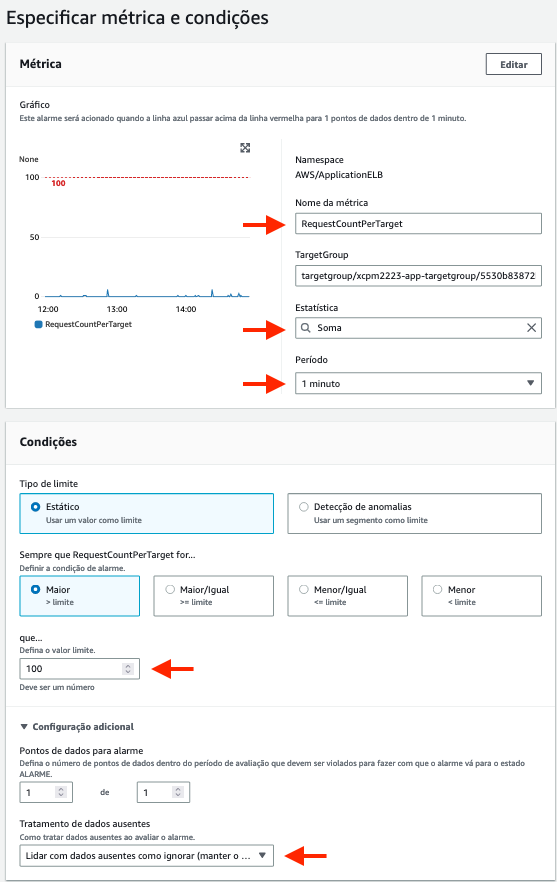 Especificar métrica e condições
Métrica
Editar
Gráfico
Este alarme será acionado quando a linha azul passar acima da linha vermelha para 1 pontos de dados dentro de 1 minuto.
None
100
100
50
0
12:00 13:00 14:00
RequestCountPerTarget
Namespace
AWS/ApplicationELB
Nome da métrica
RequestCountPerTarget
TargetGroup
targetgroup/xcpm2223-app-targetgroup/5530b83872
Estatística
Soma
Período
1 minuto
Condições
Tipo de limite
Estático
Usar um valor como limite
Detecção de anomalias
Usar um segmento como limite
Sempre que RequestCountPerTarget for...
Definir a condição de alarme.
Maior
> limite
Maior/Igual
>= limite
Menor/Igual
<= limite
Menor
< limite
que...
Defina o valor limite.
100
Deve ser um número
Configuração adicional
Pontos de dados para alarme
Defina o número de pontos de dados dentro do período de avaliação que devem ser violados para fazer com que o alarme vá para o estado
ALARME.
1 de 1
Tratamento de dados ausentes
Como tratar dados ausentes ao avaliar o alarme.
Lidar com dados ausentes como ignorar (manter o ...